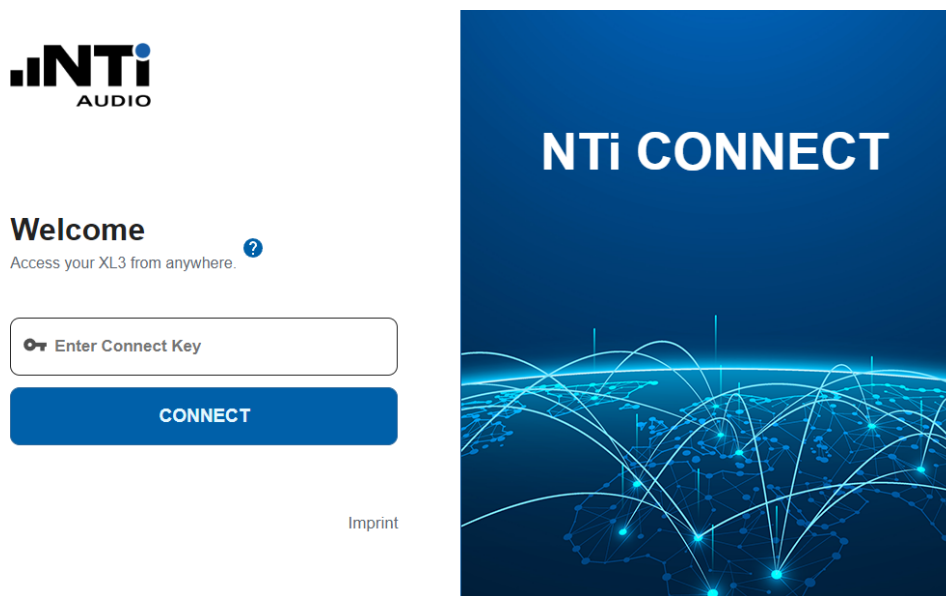 NTi
AUDIO
NTi CONNECT
Welcome
Access your XL3 from anywhere. ?
Enter Connect Key
CONNECT
Imprint